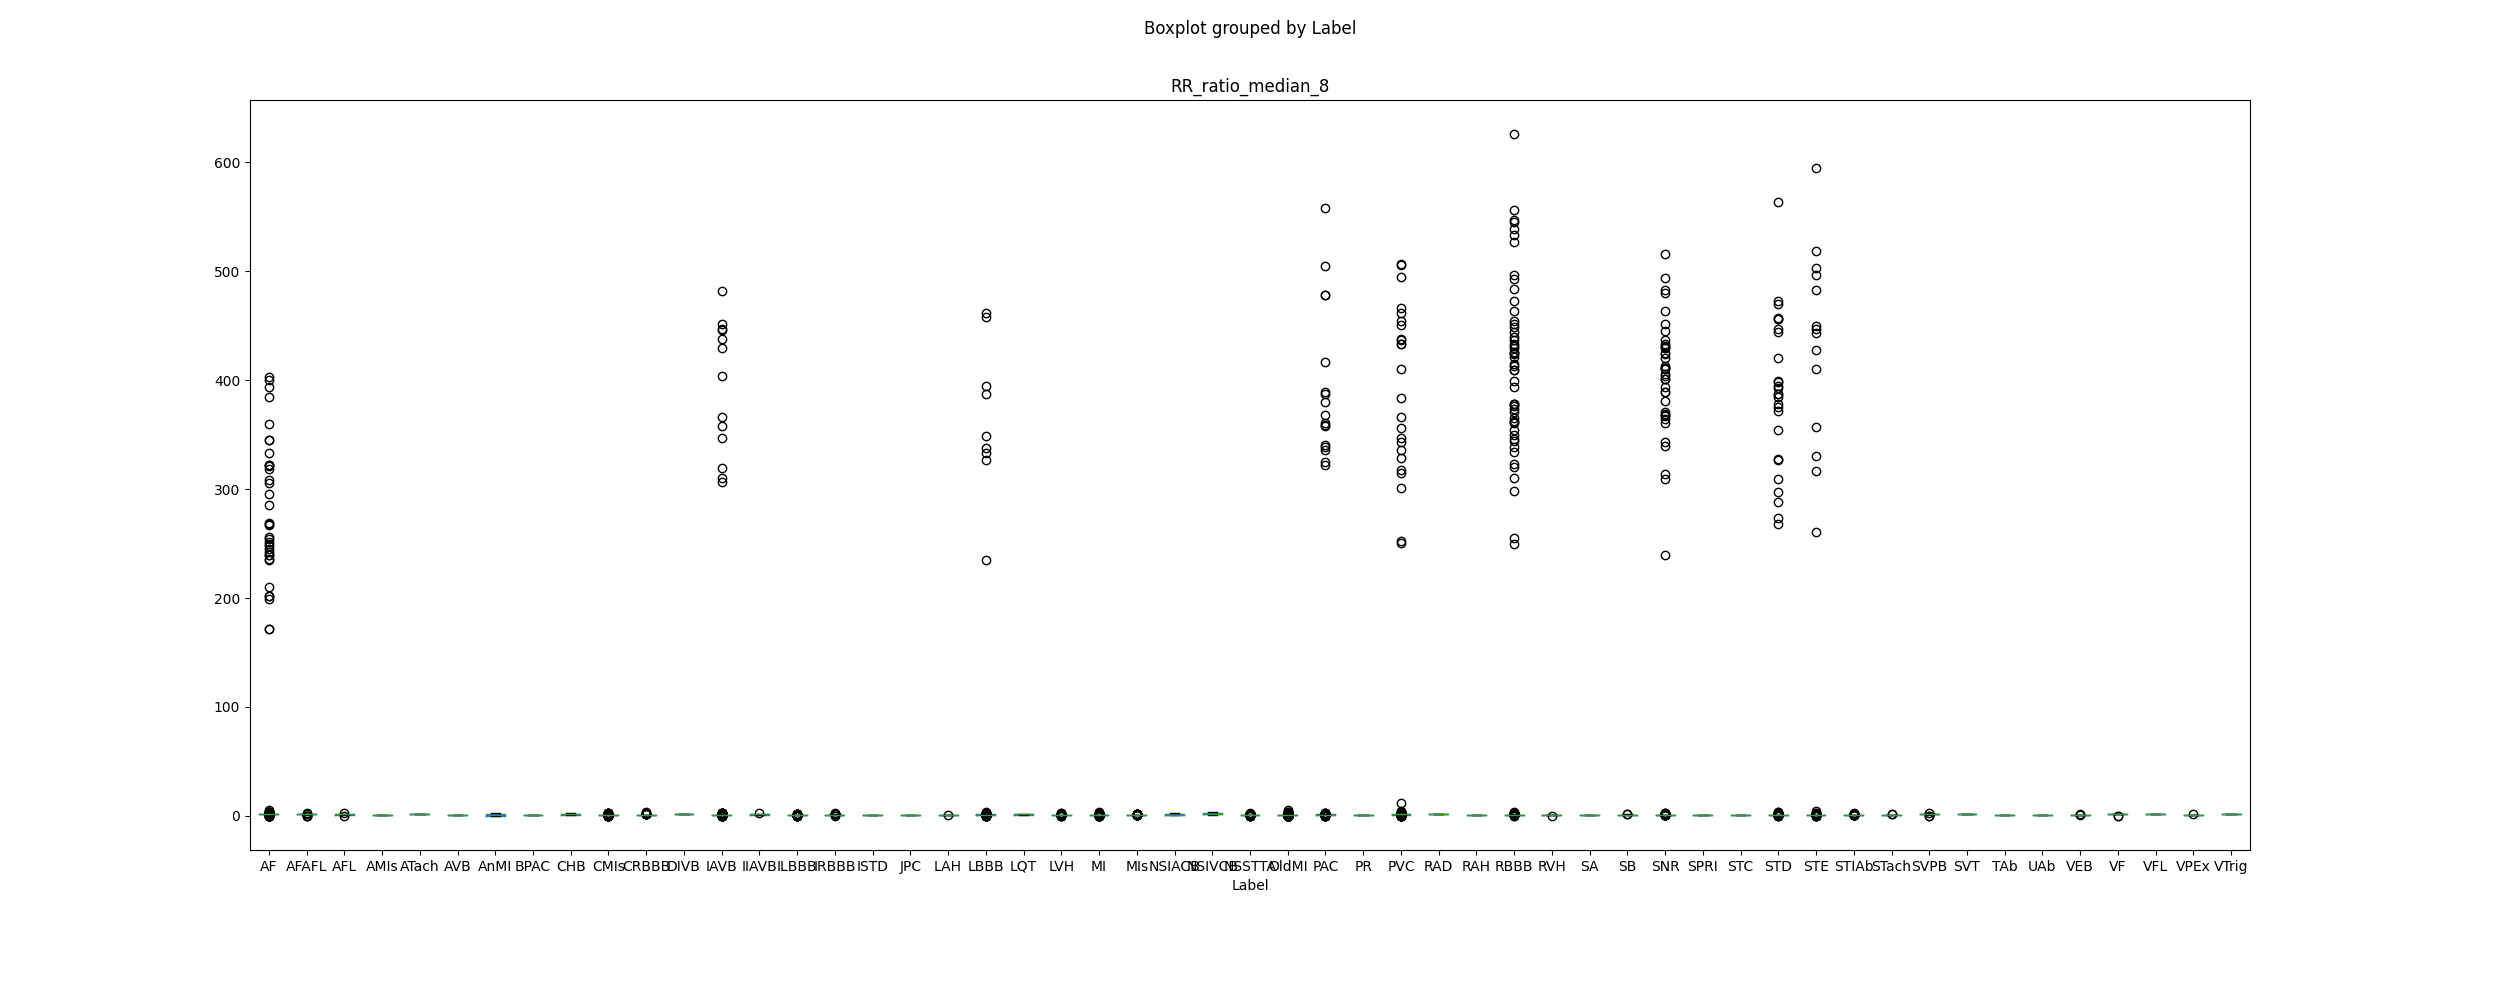 Boxplot grouped by Label
RR_ratio_median_8
600
500
400
300
200
100
0
AF AFAFL AFL AMIs ATach AVB AnMI BPAC CHB CMIs CRBBB DIVB IAVB IIAVBI ILBBB IRBBB ISTD JPC LAH LBBB LQT LVH MI MIs NSIACB NSIVCB NSSTTA OldMI PAC PR PVC RAD RAH RBBB RVH SA SB SNR SPRI STC STD STE STIAb STach SVPB SVT TAb UAb VEB VF VFL VPEx VTrig
Label